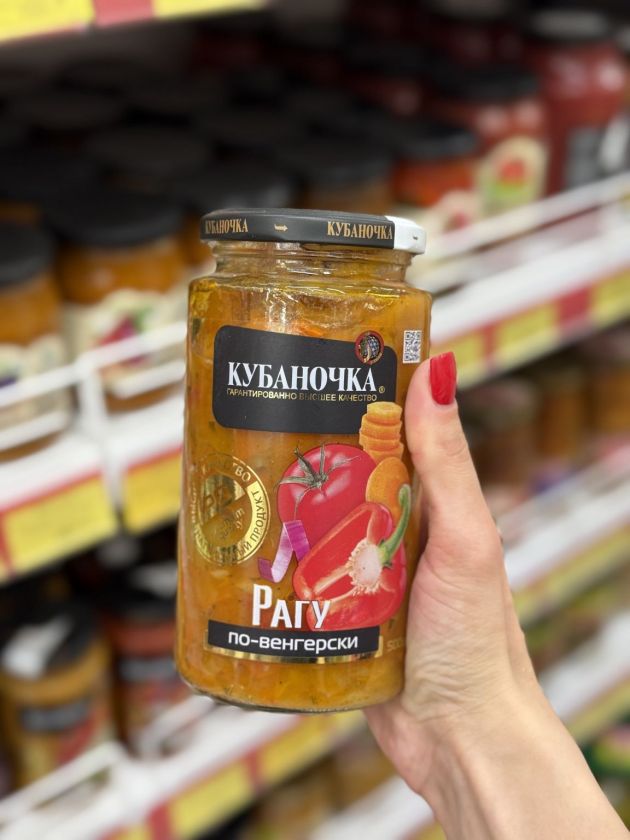 КУБАНОЧКА
КУБАНОЧКА
КУБАНОЧКА®
ГАРАНТИРОВАННО ВЫСШЕЕ КАЧЕСТВО
РАГУ
ПО-ВЕНГЕРСКИ